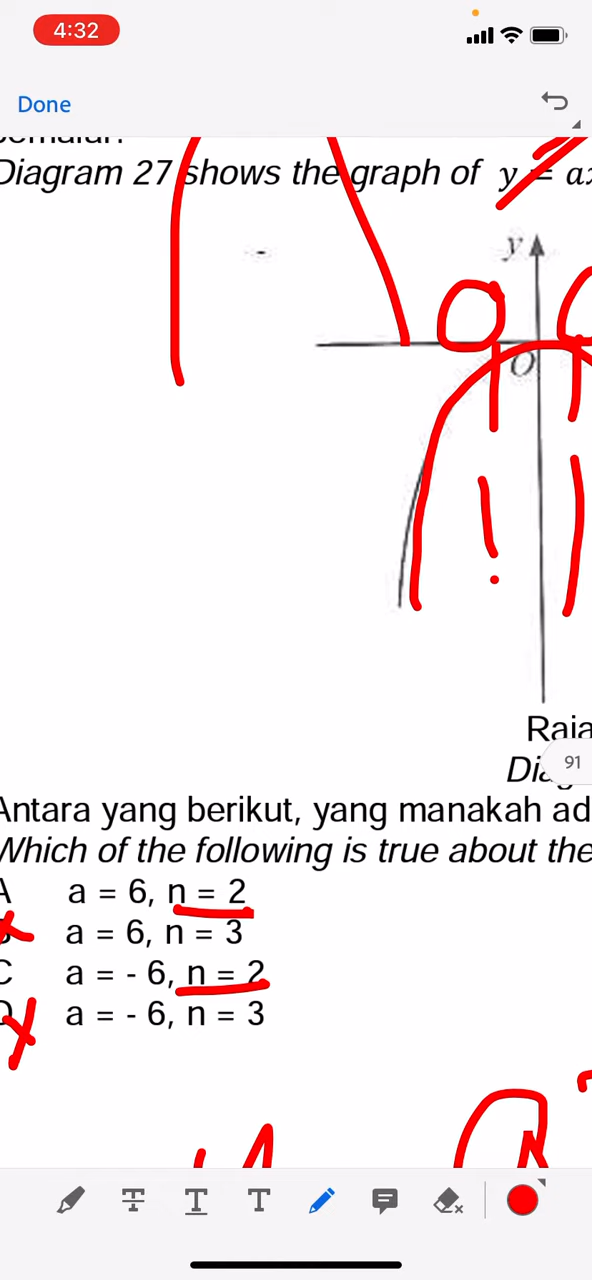 4:32
Done
Diagram 27 shows the graph of y = ax
y
O
Raja
91
Antara yang berikut, yang manakah ad
Which of the following is true about the
A a = 6, n = 2
a = 6, n = 3
C a = - 6, n = 2
D a = - 6, n = 3
T T T